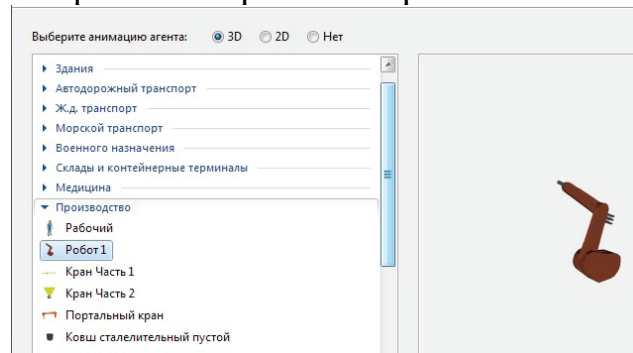 Выберите анимацию агента: 3D 2D Нет
Здания
Автодорожный транспорт
Ж.д. транспорт
Морской транспорт
Военного назначения
Склады и контейнерные терминалы
Медицина
Производство
Рабочий
Робот 1
Кран Часть 1
Кран Часть 2
Портальный кран
Ковш сталелительный пустой